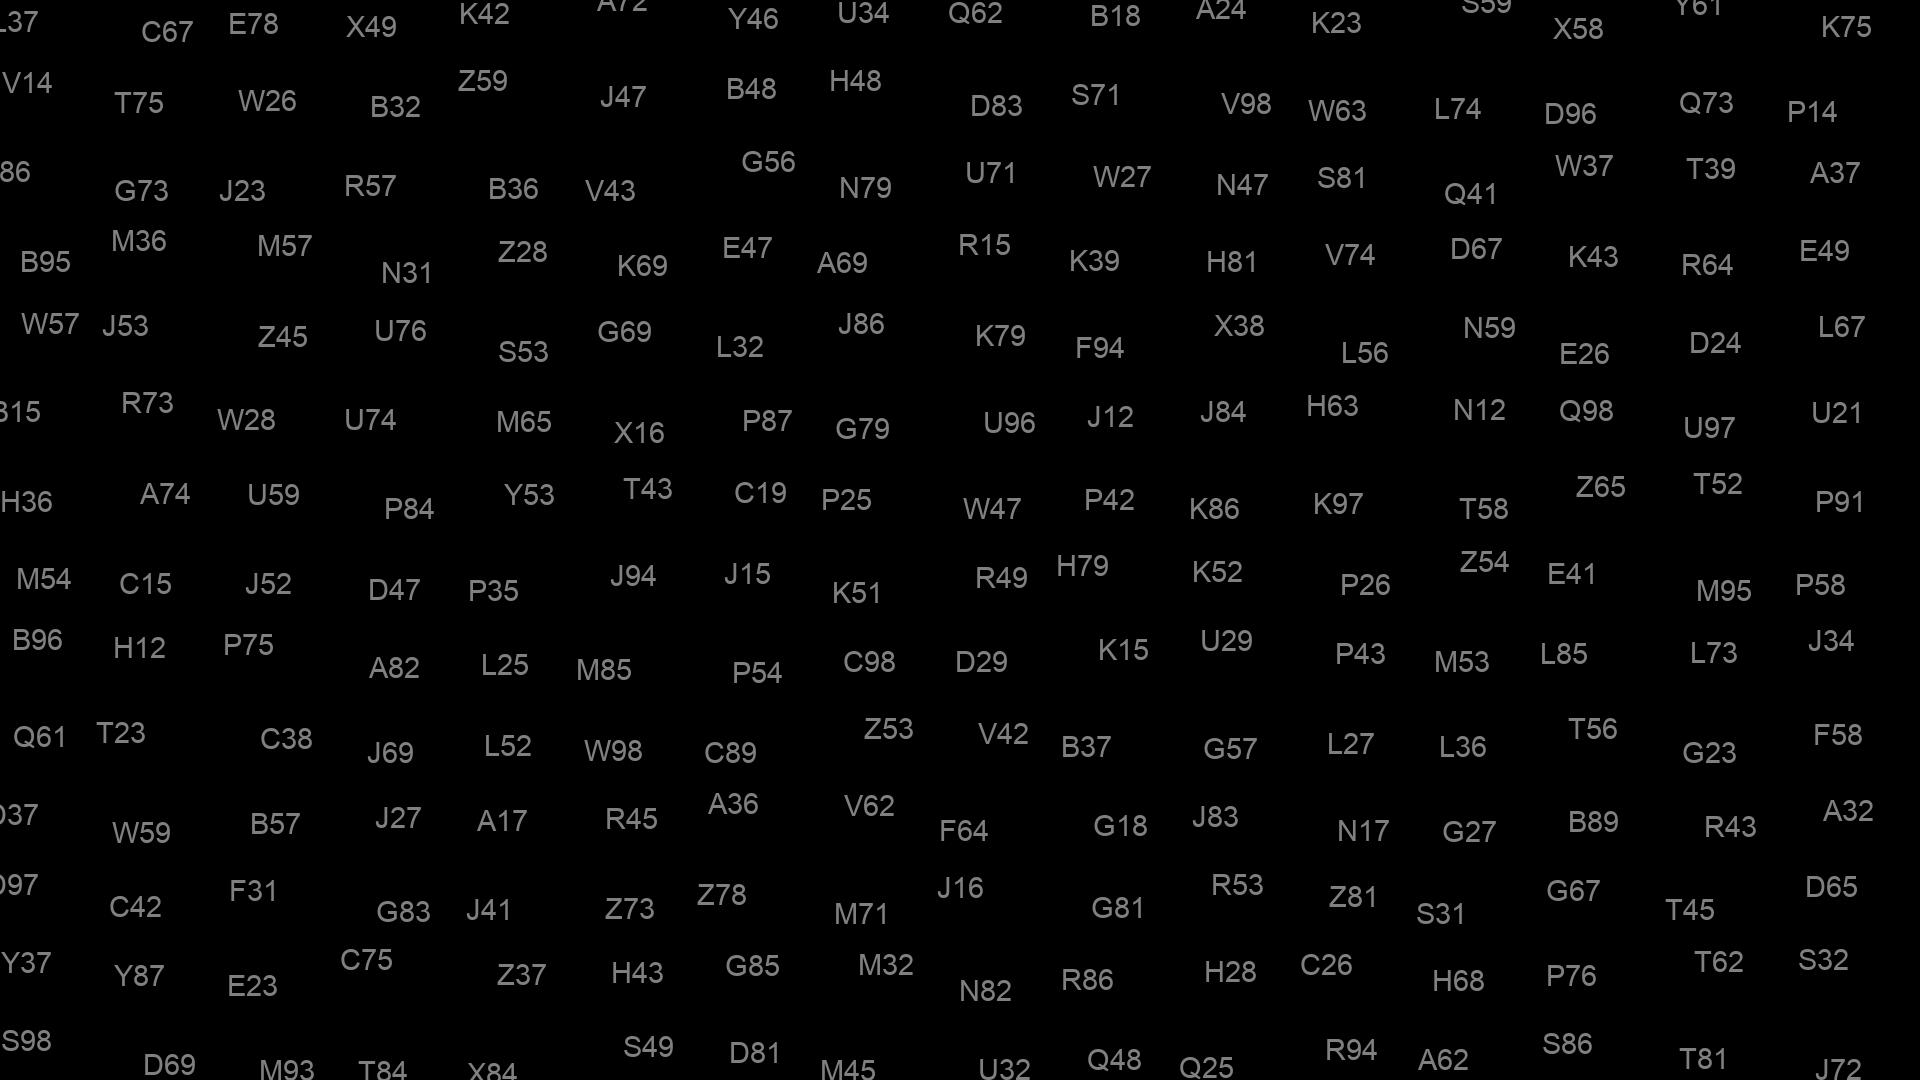 L37 C67 E78 X49 K42 A72 Y46 U34 Q62 B18 A24 K23 S59 X58 Y61 K75
V14 T75 W26 B32 Z59 J47 B48 H48 D83 S71 V98 W63 L74 D96 Q73 P14
86 G73 J23 R57 B36 V43 G56 N79 U71 W27 N47 S81 Q41 W37 T39 A37
B95 M36 M57 N31 Z28 K69 E47 A69 R15 K39 H81 V74 D67 K43 R64 E49
W57 J53 Z45 U76 S53 G69 L32 J86 K79 F94 X38 L56 N59 E26 D24 L67
B15 R73 W28 U74 M65 X16 P87 G79 U96 J12 J84 H63 N12 Q98 U97 U21
H36 A74 U59 P84 Y53 T43 C19 P25 W47 P42 K86 K97 T58 Z65 T52 P91
M54 C15 J52 D47 P35 J94 J15 K51 R49 H79 K52 P26 Z54 E41 M95 P58
B96 H12 P75 A82 L25 M85 P54 C98 D29 K15 U29 P43 M53 L85 L73 J34
Q61 T23 C38 J69 L52 W98 C89 Z53 V42 B37 G57 L27 L36 T56 G23 F58
37 W59 B57 J27 A17 R45 A36 V62 F64 G18 J83 N17 G27 B89 R43 A32
97 C42 F31 G83 J41 Z73 Z78 M71 J16 G81 R53 Z81 S31 G67 T45 D65
Y37 Y87 E23 C75 Z37 H43 G85 M32 N82 R86 H28 C26 H68 P76 T62 S32
S98 D69 M93 T84 X84 S49 D81 M45 U32 Q48 Q25 R94 A62 S86 T81 J72